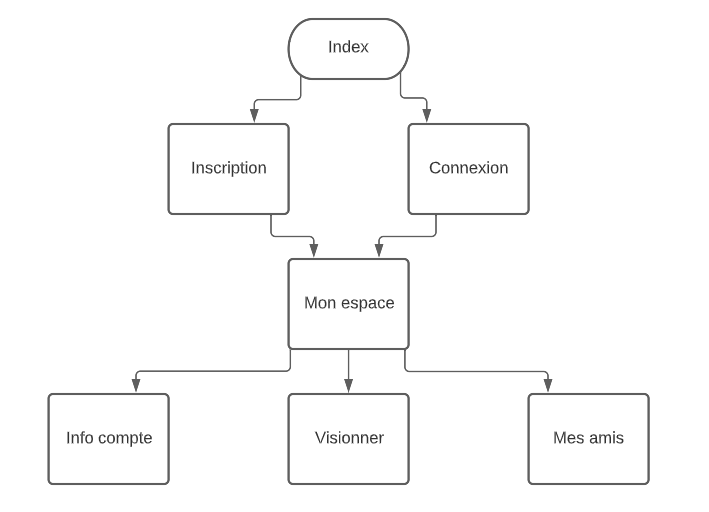 Index
Inscription
Connexion
Mon espace
Info compte
Visionner
Mes amis